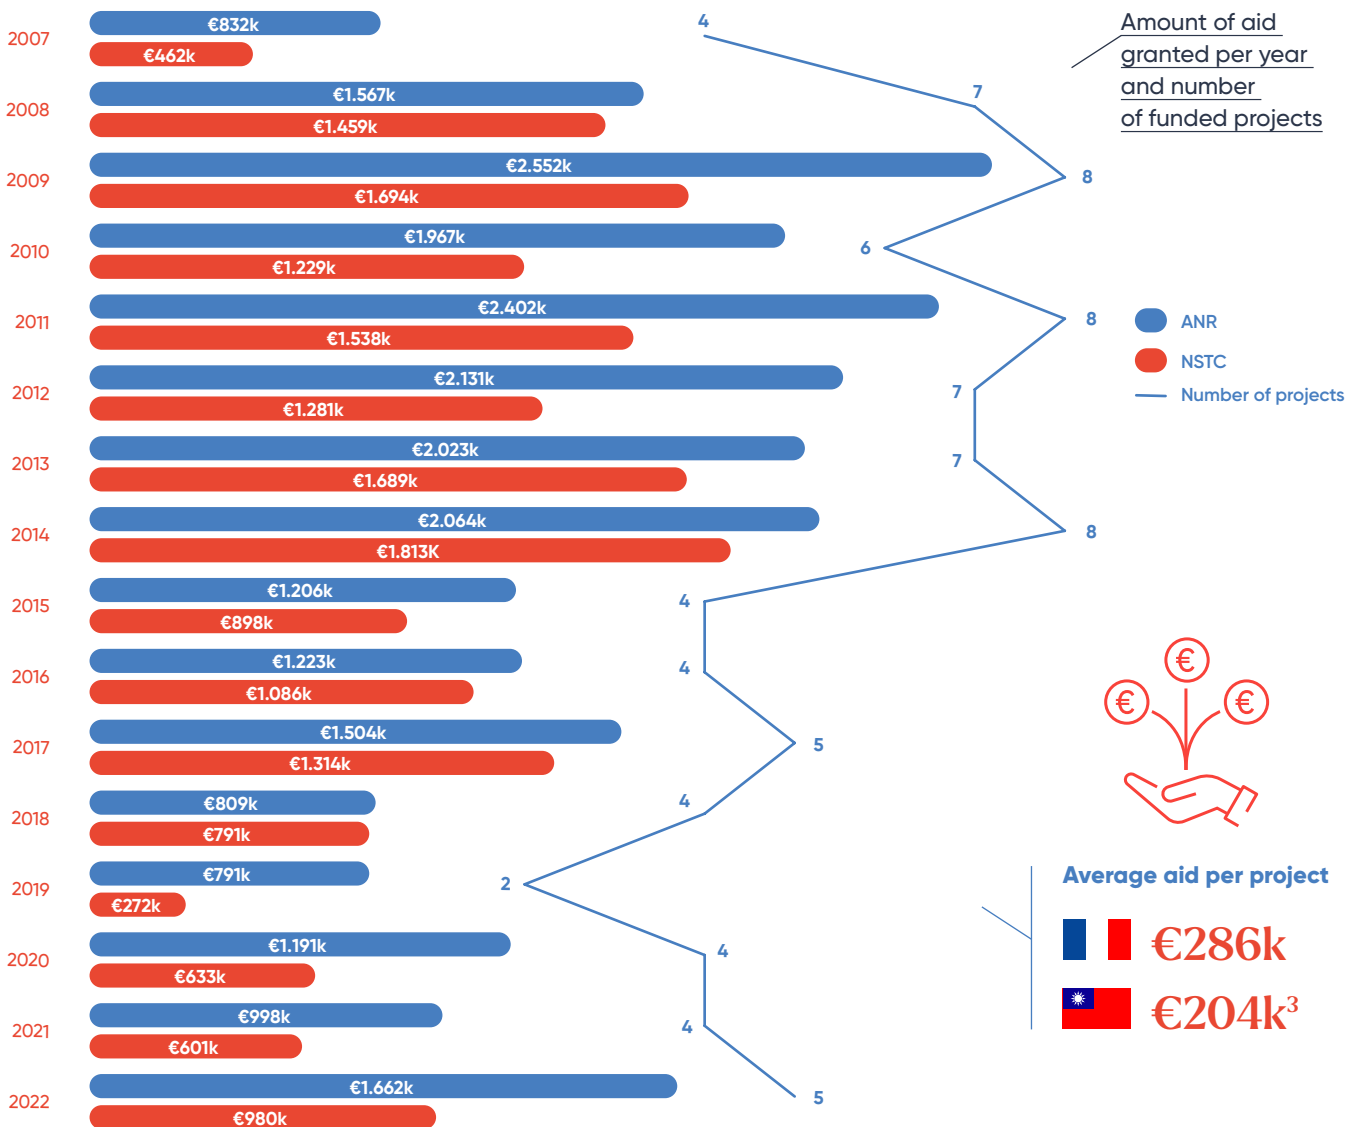 Amount of aid
granted per year
and number
of funded projects
2007
€832k
€462k
4
2008
€1.567k
€1.459k
7
2009
€2.552k
€1.694k
8
2010
€1.967k
€1.229k
6
2011
€2.402k
€1.538k
8
ANR
NSTC
Number of projects
2012
€2.131k
€1.281k
7
2013
€2.023k
€1.689k
7
2014
€2.064k
€1.813K
8
2015
€1.206k
€898k
4
2016
€1.223k
€1.086k
4
2017
€1.504k
€1.314k
5
2018
€809k
€791k
4
2019
€791k
€272k
2
2020
€1.191k
€633k
4
2021
€998k
€601k
4
2022
€1.662k
€980k
5
€
€
€
Average aid per project
€286k
€204k³